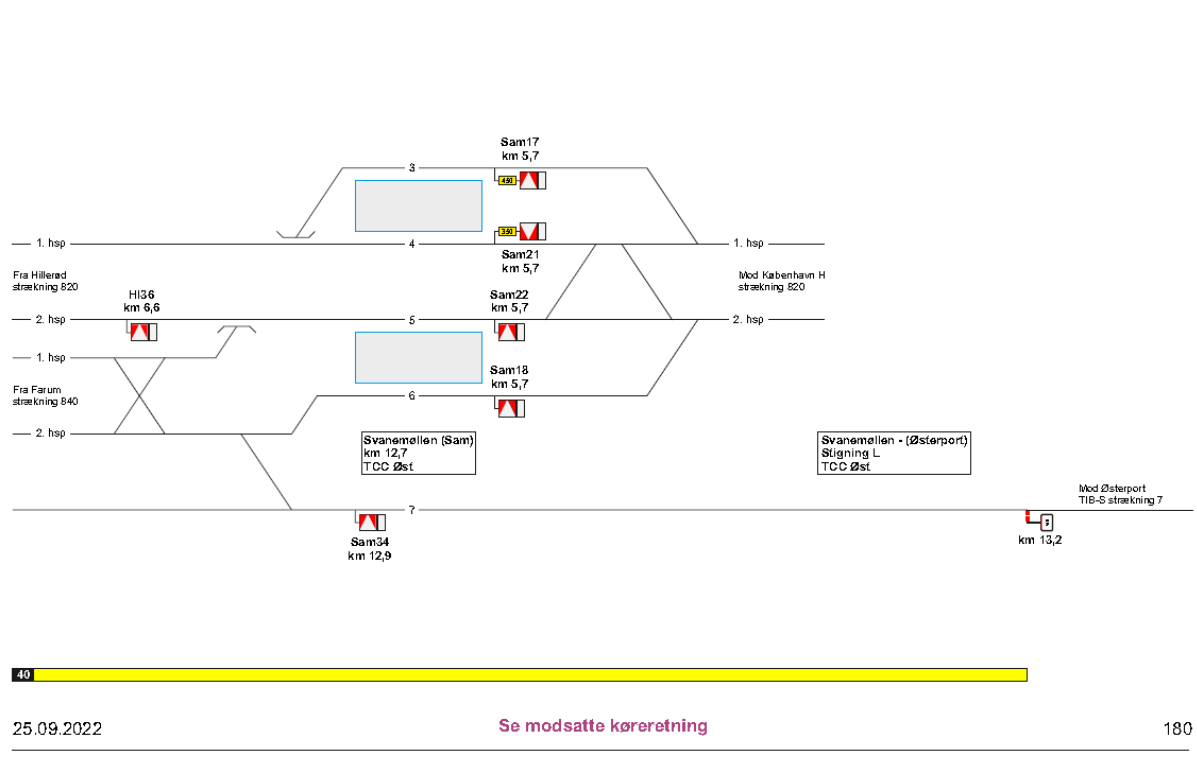 Sam17
km 5,7
3
450
350
1. hsp
4
1. hsp
Sam21
km 5,7
Fra Hillerød
strækning 820
Mod København H
strækning 820
HI36
km 6,6
Sam22
km 5,7
2. hsp
5
2. hsp
1. hsp
Sam18
km 5,7
Fra Farum
strækning 840
6
2. hsp
Svanemøllen (Sam)
km 12,7
TCC Øst
Svanemøllen - (Østerport)
Stigning L
TCC Øst
Mod Østerport
TIB-S strækning 7
7
Sam34
km 12,9
km 13,2
40
25.09.2022
Se modsatte køreretning
180